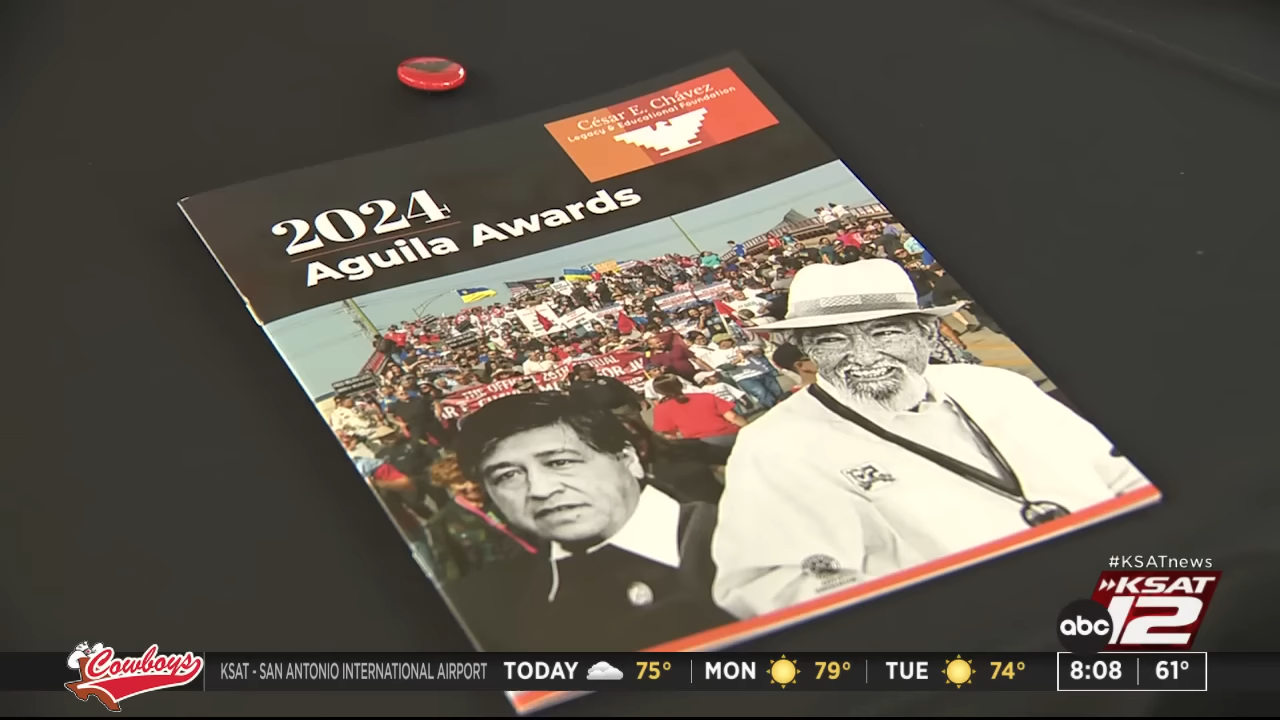 César E. Chávez
Legacy & Educational Foundation
2024
Aguila Awards
#KSATnews
KSAT
abc 12
Cowboys
KSAT - SAN ANTONIO INTERNATIONAL AIRPORT TODAY 75° MON 79° TUE 74° 8:08 61°